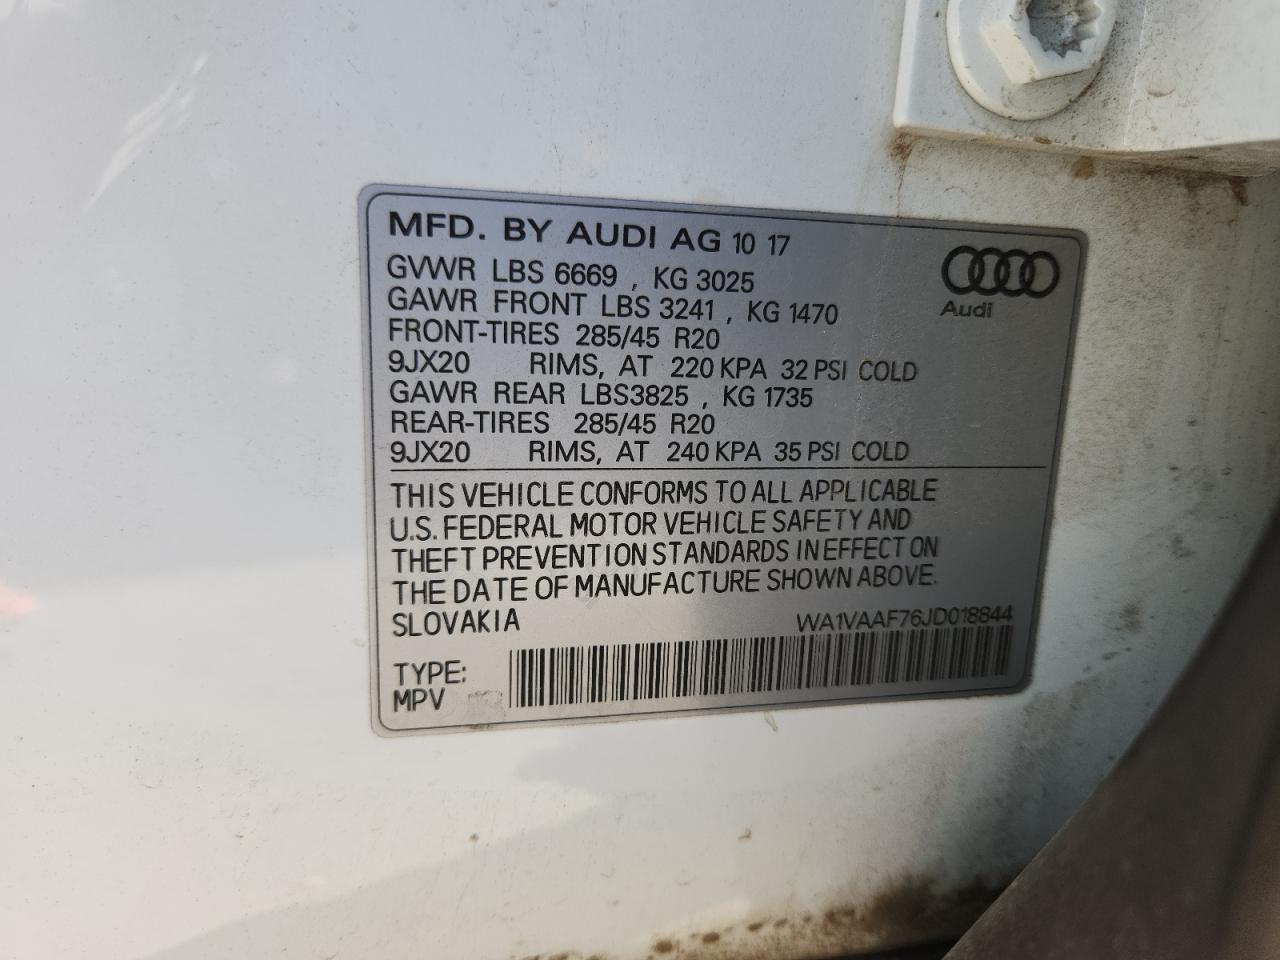 MFD. BY AUDI AG 10 17
GVWR LBS 6669 , KG 3025
GAWR FRONT LBS 3241 , KG 1470
Audi
FRONT-TIRES 285/45 R20
9JX20 RIMS, AT 220 KPA 32 PSI COLD
GAWR REAR LBS3825 , KG 1735
REAR-TIRES 285/45 R20
9JX20 RIMS, AT 240 KPA 35 PSI COLD
THIS VEHICLE CONFORMS TO ALL APPLICABLE
U.S. FEDERAL MOTOR VEHICLE SAFETY AND
THEFT PREVENTION STANDARDS IN EFFECT ON
THE DATE OF MANUFACTURE SHOWN ABOVE.
SLOVAKIA WA1VAAF76JD018844
TYPE:
MPV